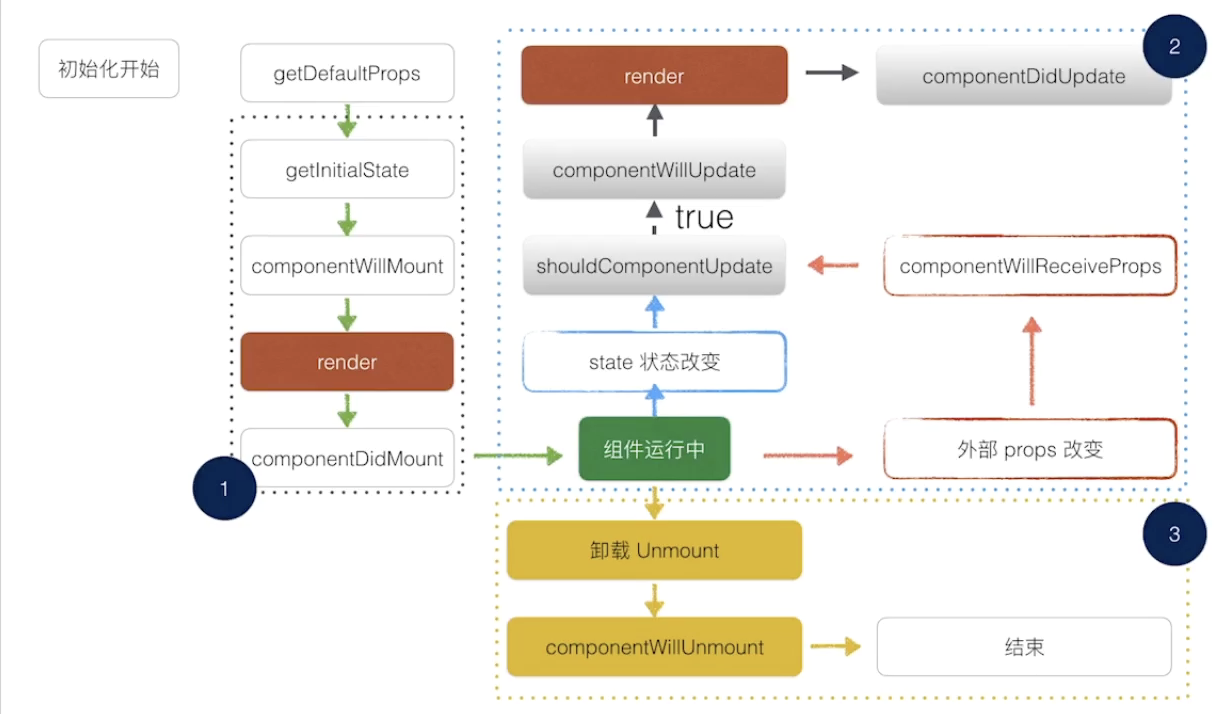 初始化开始
getDefaultProps
getInitialState
componentWillMount
render
componentDidMount
1
2
render
componentDidUpdate
componentWillUpdate
true
shouldComponentUpdate
componentWillReceiveProps
state 状态改变
组件运行中
外部 props 改变
3
卸载 Unmount
componentWillUnmount
结束